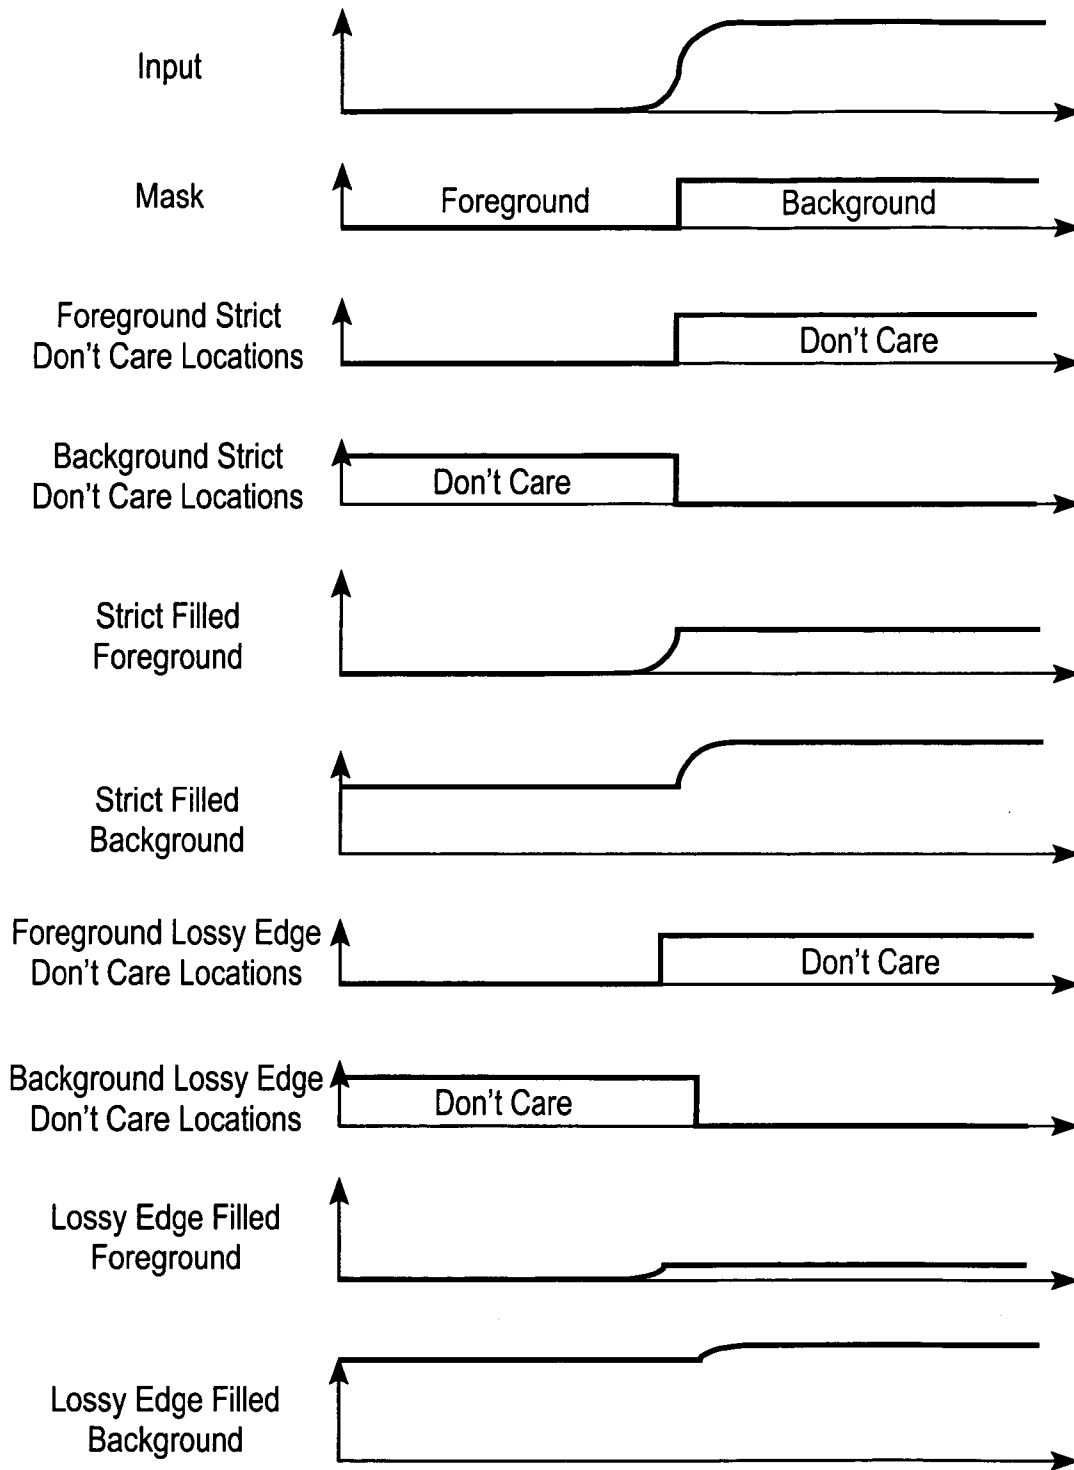 Input
Mask
Foreground
Background
Foreground Strict
Don't Care Locations
Don't Care
Background Strict
Don't Care Locations
Don't Care
Strict Filled
Foreground
Strict Filled
Background
Foreground Lossy Edge
Don't Care Locations
Don't Care
Background Lossy Edge
Don't Care Locations
Don't Care
Lossy Edge Filled
Foreground
Lossy Edge Filled
Background